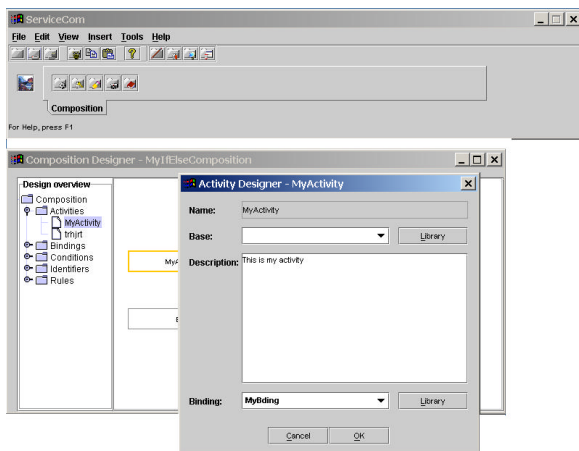 ServiceCom
File Edit View Insert Tools Help
Composition
For Help, press F1
Composition Designer - MyIfElseComposition
Design overview
Composition
Activities
MyActivity
trhjrt
Bindings
Conditions
Identifiers
Rules
Activity Designer - MyActivity
Name: MyActivity
Base: Library
Description: This is my activity
Binding: MyBding Library
Cancel OK